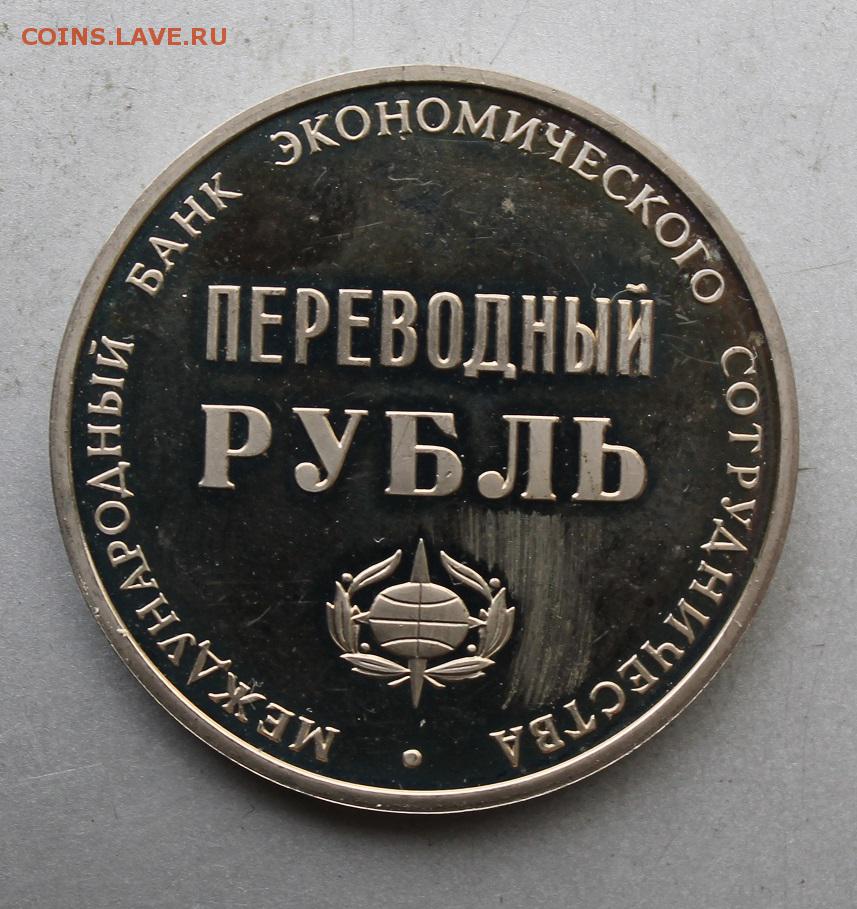 COINS.LAVE.RU
МЕЖДУНАРОДНЫЙ БАНК ЭКОНОМИЧЕСКОГО СОТРУДНИЧЕСТВА
ПЕРЕВОДНЫЙ
РУБЛЬ